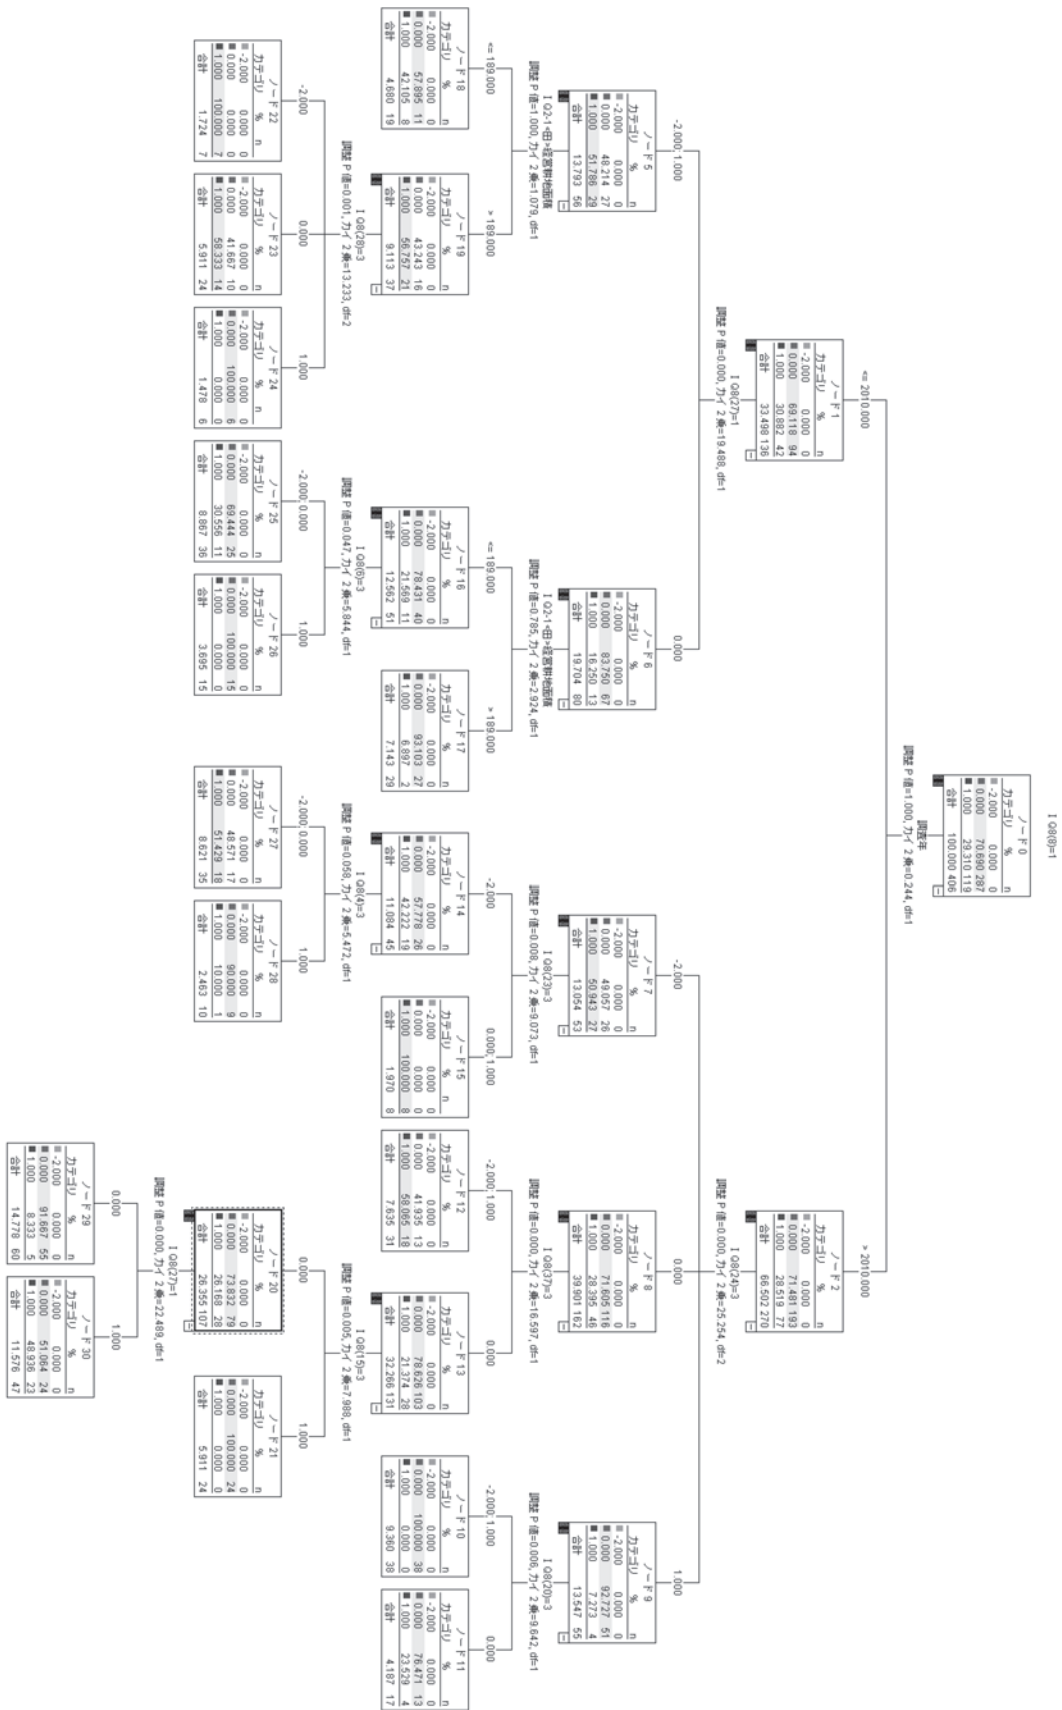 I Q8(8)=1
ノード 0
カテゴリ % n
-2.000 0.000 0
0.000 70.690 287
1.000 29.310 119
合計 100.000 406
調査年
調整 P 値=1.000, カイ 2 乗=0.244, df=1
<= 2010.000
> 2010.000
ノード 1
カテゴリ % n
-2.000 0.000 0
0.000 69.118 94
1.000 30.882 42
合計 33.498 136
I Q8(27)=1
調整 P 値=0.000, カイ 2 乗=19.488, df=1
ノード 2
カテゴリ % n
-2.000 0.000 0
0.000 71.481 193
1.000 28.519 77
合計 66.502 270
I Q8(24)=3
調整 P 値=0.000, カイ 2 乗=25.254, df=2
-2.000; 1.000
0.000
-2.000
0.000
1.000
ノード 5
カテゴリ % n
-2.000 0.000 0
0.000 48.214 27
1.000 51.786 29
合計 13.793 56
I Q2-1<田>経営耕地面積
調整 P 値=1.000, カイ 2 乗=1.079, df=1
ノード 6
カテゴリ % n
-2.000 0.000 0
0.000 83.750 67
1.000 16.250 13
合計 19.704 80
I Q2-1<田>経営耕地面積
調整 P 値=0.785, カイ 2 乗=2.924, df=1
ノード 7
カテゴリ % n
-2.000 0.000 0
0.000 49.057 26
1.000 50.943 27
合計 13.054 53
I Q8(23)=3
調整 P 値=0.008, カイ 2 乗=9.073, df=1
ノード 8
カテゴリ % n
-2.000 0.000 0
0.000 71.605 116
1.000 28.395 46
合計 39.901 162
I Q8(37)=3
調整 P 値=0.000, カイ 2 乗=16.597, df=1
ノード 9
カテゴリ % n
-2.000 0.000 0
0.000 92.727 51
1.000 7.273 4
合計 13.547 55
I Q8(20)=3
調整 P 値=0.006, カイ 2 乗=9.642, df=1
<= 189.000
> 189.000
<= 189.000
> 189.000
-2.000
0.000; 1.000
-2.000; 1.000
0.000
-2.000; 1.000
0.000
ノード 18
カテゴリ % n
-2.000 0.000 0
0.000 57.895 11
1.000 42.105 8
合計 4.680 19
ノード 19
カテゴリ % n
-2.000 0.000 0
0.000 43.243 16
1.000 56.757 21
合計 9.113 37
I Q8(28)=3
調整 P 値=0.001, カイ 2 乗=13.233, df=2
ノード 16
カテゴリ % n
-2.000 0.000 0
0.000 78.431 40
1.000 21.569 11
合計 12.562 51
I Q8(6)=3
調整 P 値=0.047, カイ 2 乗=5.844, df=1
ノード 17
カテゴリ % n
-2.000 0.000 0
0.000 93.103 27
1.000 6.897 2
合計 7.143 29
ノード 14
カテゴリ % n
-2.000 0.000 0
0.000 57.778 26
1.000 42.222 19
合計 11.084 45
I Q8(4)=3
調整 P 値=0.058, カイ 2 乗=5.472, df=1
ノード 15
カテゴリ % n
-2.000 0.000 0
0.000 0.000 0
1.000 100.000 8
合計 1.970 8
ノード 12
カテゴリ % n
-2.000 0.000 0
0.000 41.935 13
1.000 58.065 18
合計 7.635 31
ノード 13
カテゴリ % n
-2.000 0.000 0
0.000 78.626 103
1.000 21.374 28
合計 32.266 131
I Q8(15)=3
調整 P 値=0.005, カイ 2 乗=7.988, df=1
ノード 10
カテゴリ % n
-2.000 0.000 0
0.000 100.000 38
1.000 0.000 0
合計 9.360 38
ノード 11
カテゴリ % n
-2.000 0.000 0
0.000 76.471 13
1.000 23.529 4
合計 4.187 17
-2.000
0.000
1.000
-2.000; 0.000
1.000
-2.000; 0.000
1.000
0.000
1.000
ノード 22
カテゴリ % n
-2.000 0.000 0
0.000 0.000 0
1.000 100.000 7
合計 1.724 7
ノード 23
カテゴリ % n
-2.000 0.000 0
0.000 41.667 10
1.000 58.333 14
合計 5.911 24
ノード 24
カテゴリ % n
-2.000 0.000 0
0.000 100.000 6
1.000 0.000 0
合計 1.478 6
ノード 25
カテゴリ % n
-2.000 0.000 0
0.000 69.444 25
1.000 30.556 11
合計 8.867 36
ノード 26
カテゴリ % n
-2.000 0.000 0
0.000 100.000 15
1.000 0.000 0
合計 3.695 15
ノード 27
カテゴリ % n
-2.000 0.000 0
0.000 48.571 17
1.000 51.429 18
合計 8.621 35
ノード 28
カテゴリ % n
-2.000 0.000 0
0.000 90.000 9
1.000 10.000 1
合計 2.463 10
ノード 20
カテゴリ % n
-2.000 0.000 0
0.000 73.832 79
1.000 26.168 28
合計 26.355 107
I Q8(27)=1
調整 P 値=0.000, カイ 2 乗=22.489, df=1
ノード 21
カテゴリ % n
-2.000 0.000 0
0.000 100.000 24
1.000 0.000 0
合計 5.911 24
0.000
1.000
ノード 29
カテゴリ % n
-2.000 0.000 0
0.000 91.667 55
1.000 8.333 5
合計 14.778 60
ノード 30
カテゴリ % n
-2.000 0.000 0
0.000 51.064 24
1.000 48.936 23
合計 11.576 47